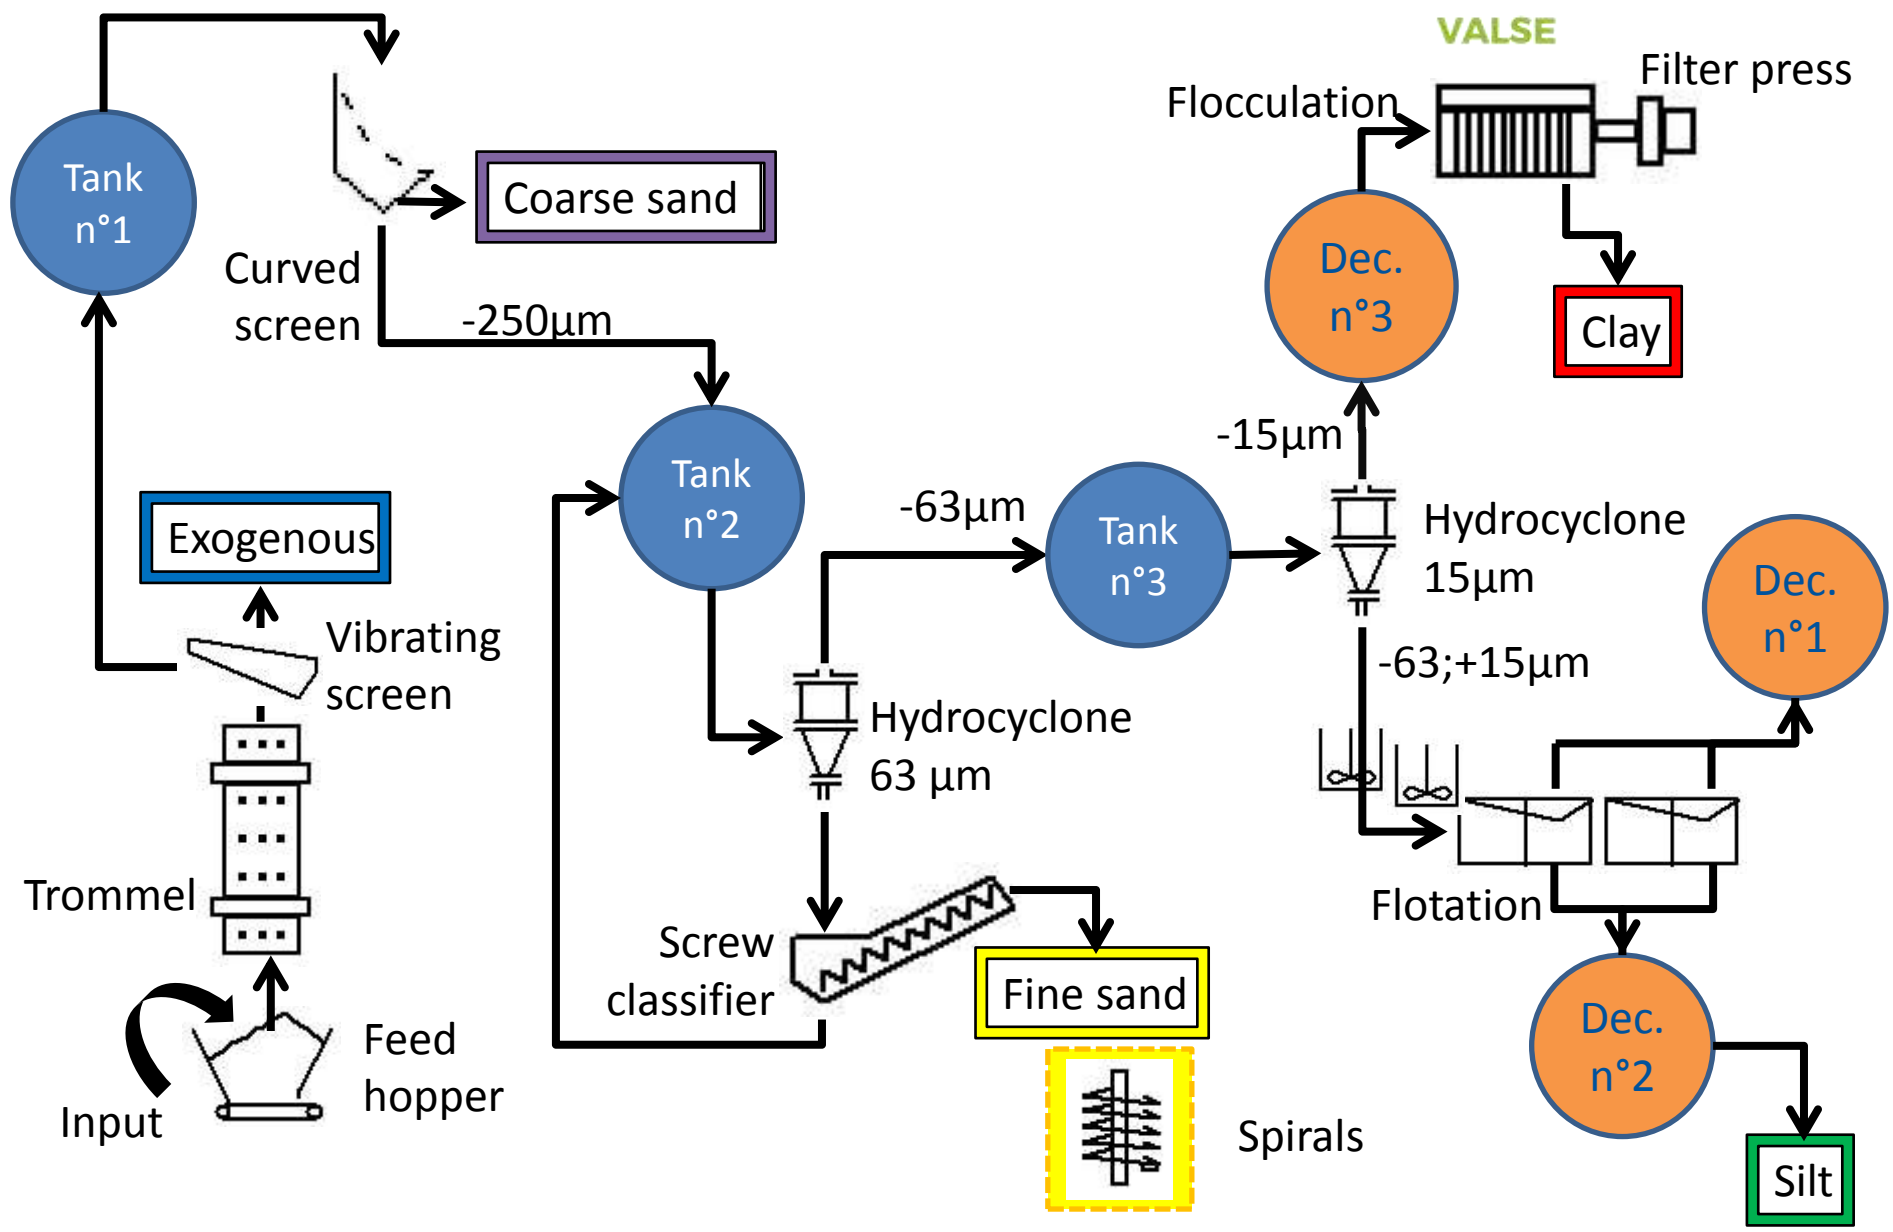 VALSE
Filter press
Flocculation
Tank
n°1
Coarse sand
Curved
screen
-250µm
Dec.
n°3
Clay
-15µm
Tank
n°2
-63µm
Tank
n°3
Hydrocyclone
15µm
Dec.
n°1
Exogenous
Vibrating
screen
-63;+15µm
Hydrocyclone
63 µm
Trommel
Flotation
Screw
classifier
Fine sand
Dec.
n°2
Feed
hopper
Input
Spirals
Silt